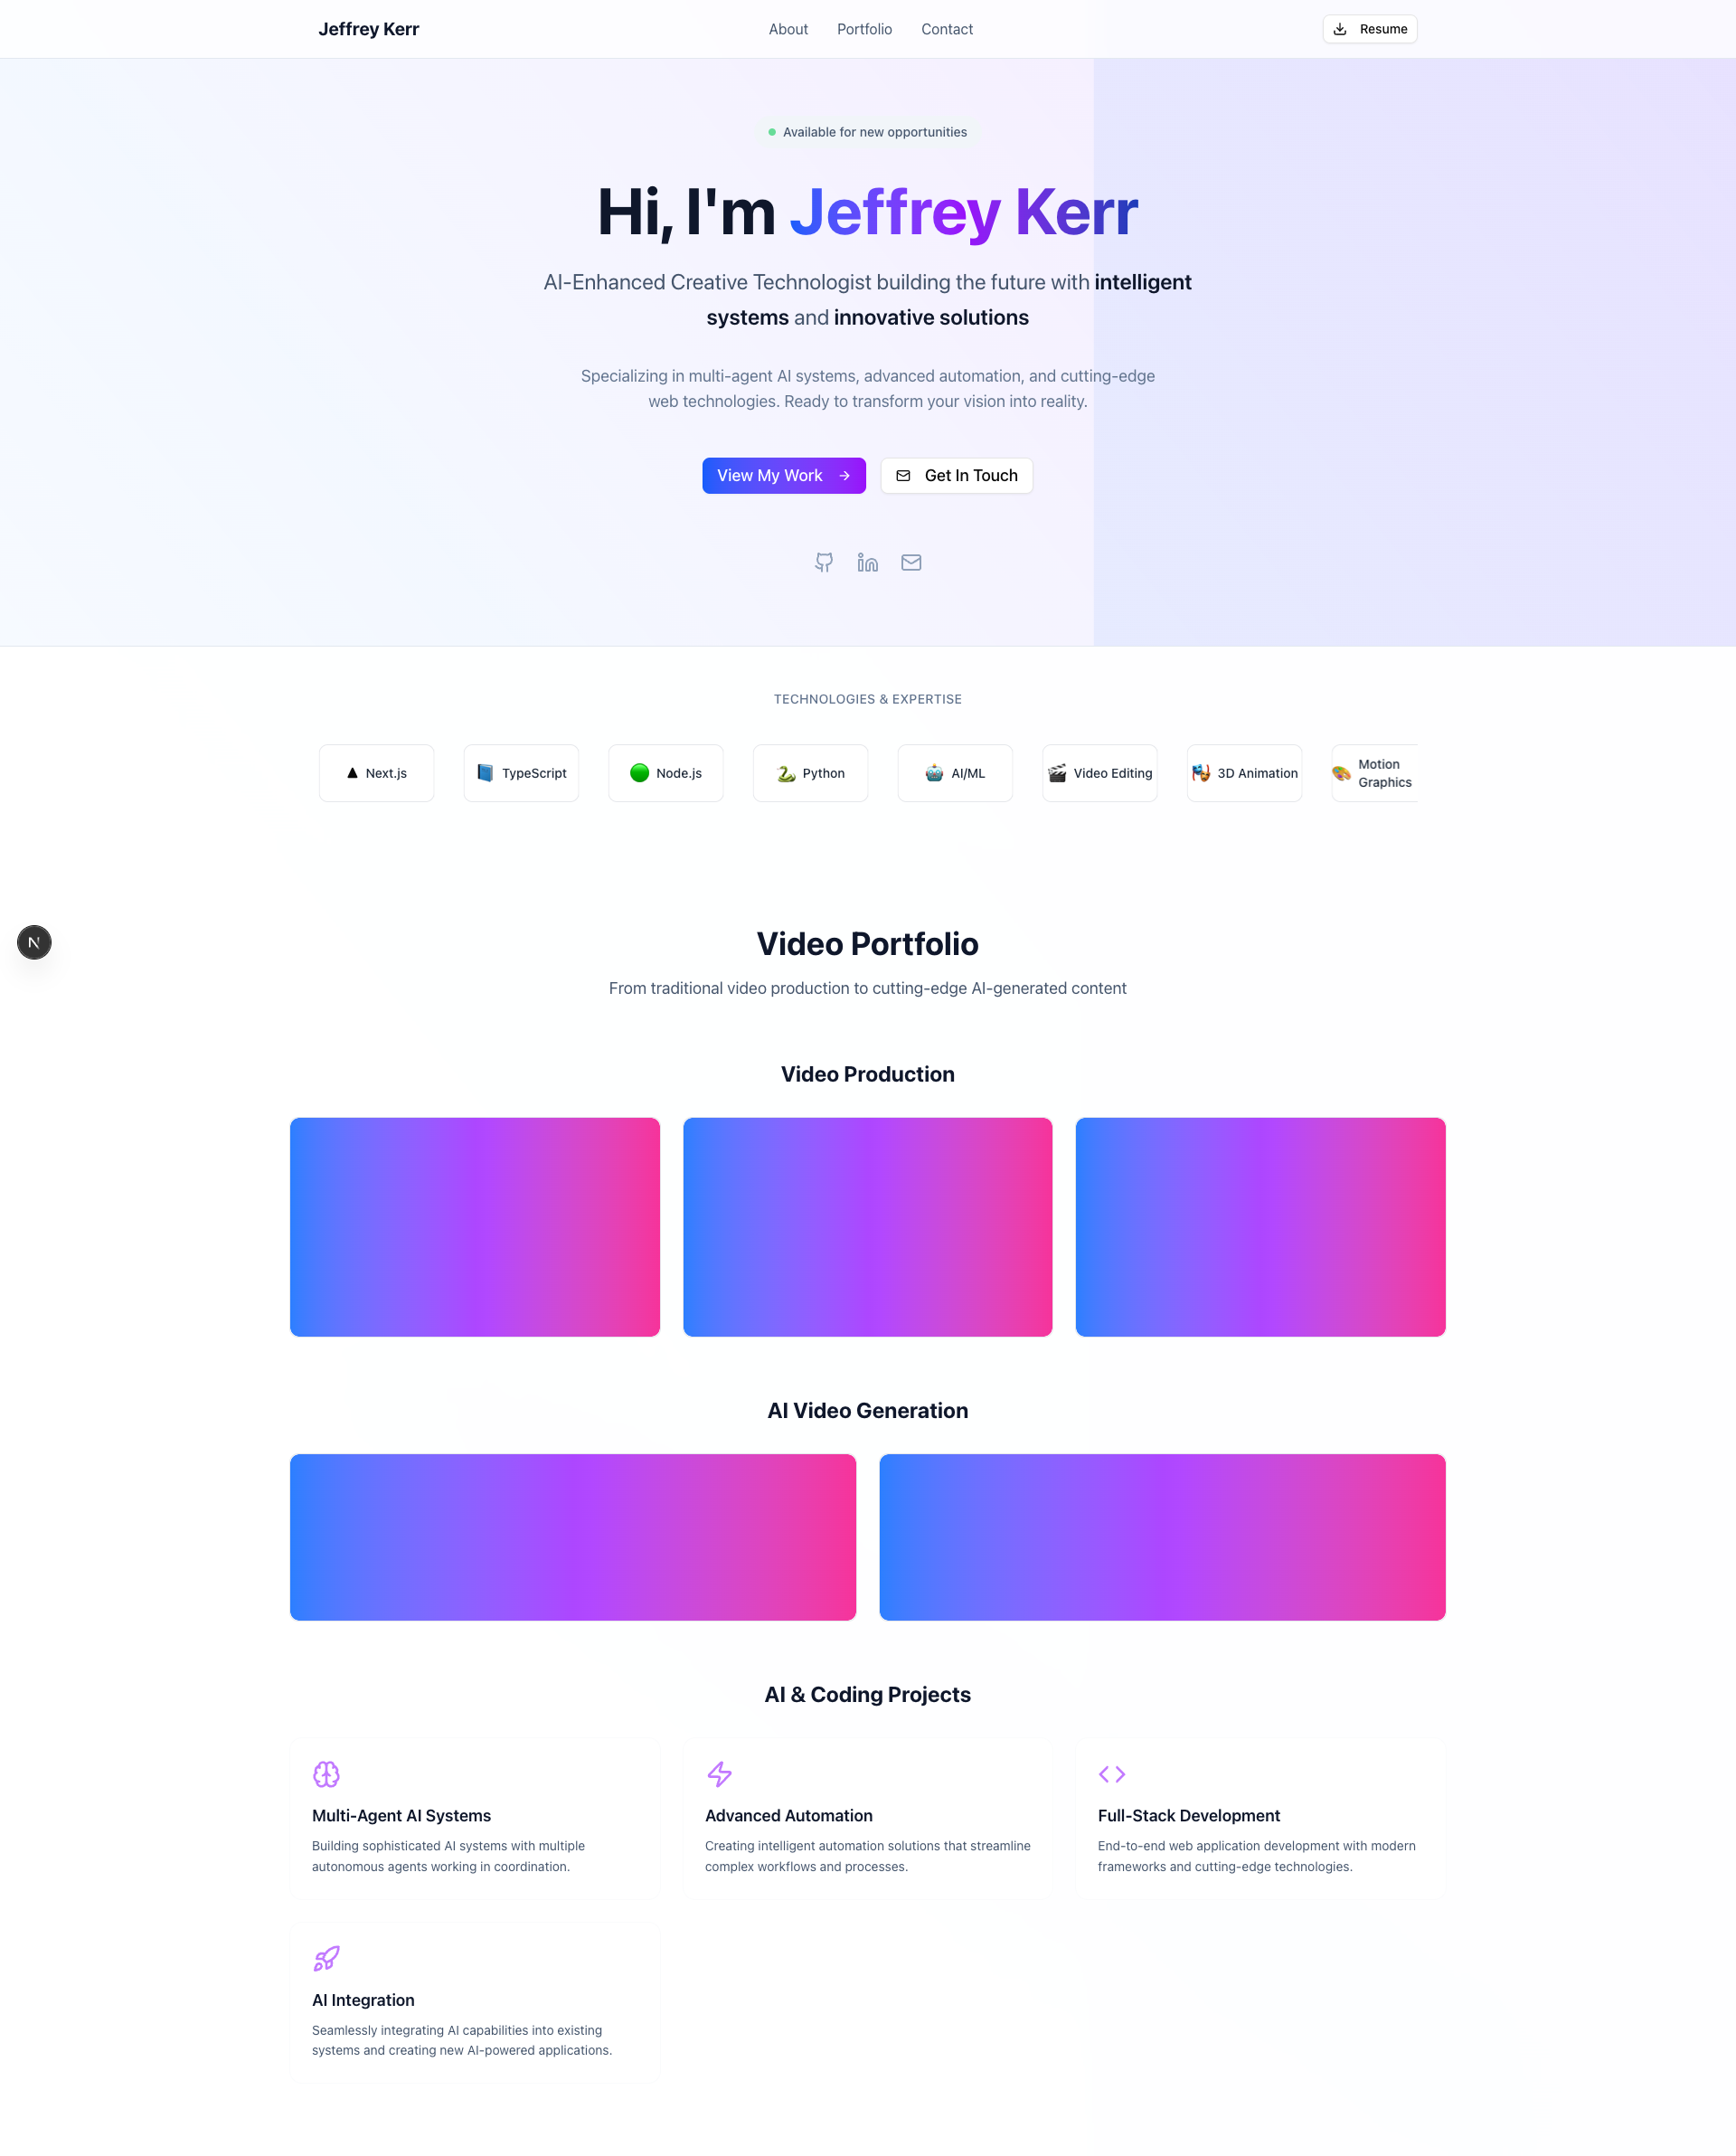 Jeffrey Kerr
About
Portfolio
Contact
Resume
Available for new opportunities
Hi, I'm Jeffrey Kerr
AI-Enhanced Creative Technologist building the future with intelligent
systems and innovative solutions
Specializing in multi-agent AI systems, advanced automation, and cutting-edge
web technologies. Ready to transform your vision into reality.
View My Work
Get In Touch
TECHNOLOGIES & EXPERTISE
Next.js
TypeScript
Node.js
Python
AI/ML
Video Editing
3D Animation
Motion
Graphics
N
Video Portfolio
From traditional video production to cutting-edge AI-generated content
Video Production
AI Video Generation
AI & Coding Projects
Multi-Agent AI Systems
Building sophisticated AI systems with multiple
autonomous agents working in coordination.
Advanced Automation
Creating intelligent automation solutions that streamline
complex workflows and processes.
Full-Stack Development
End-to-end web application development with modern
frameworks and cutting-edge technologies.
AI Integration
Seamlessly integrating AI capabilities into existing
systems and creating new AI-powered applications.